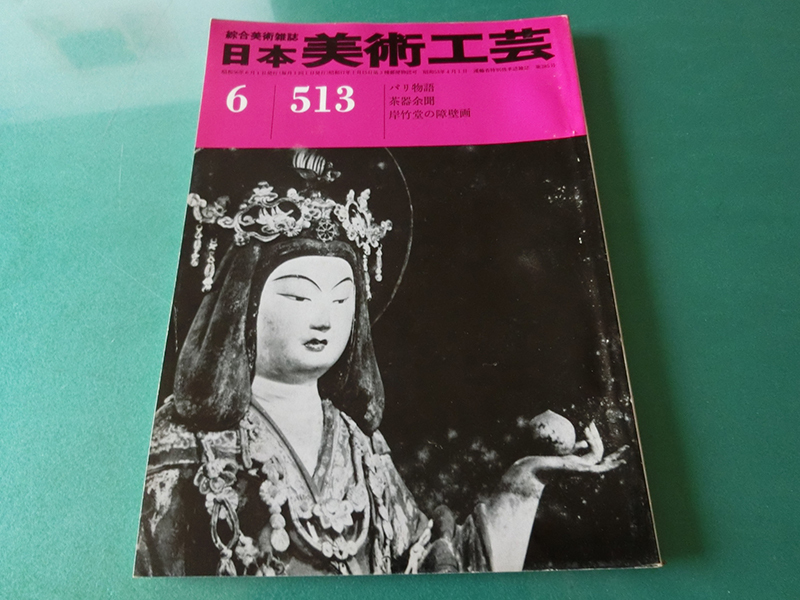 綜合美術雑誌
日本美術工芸
6
513
パリ物語
茶器余聞
岸竹堂の障壁画